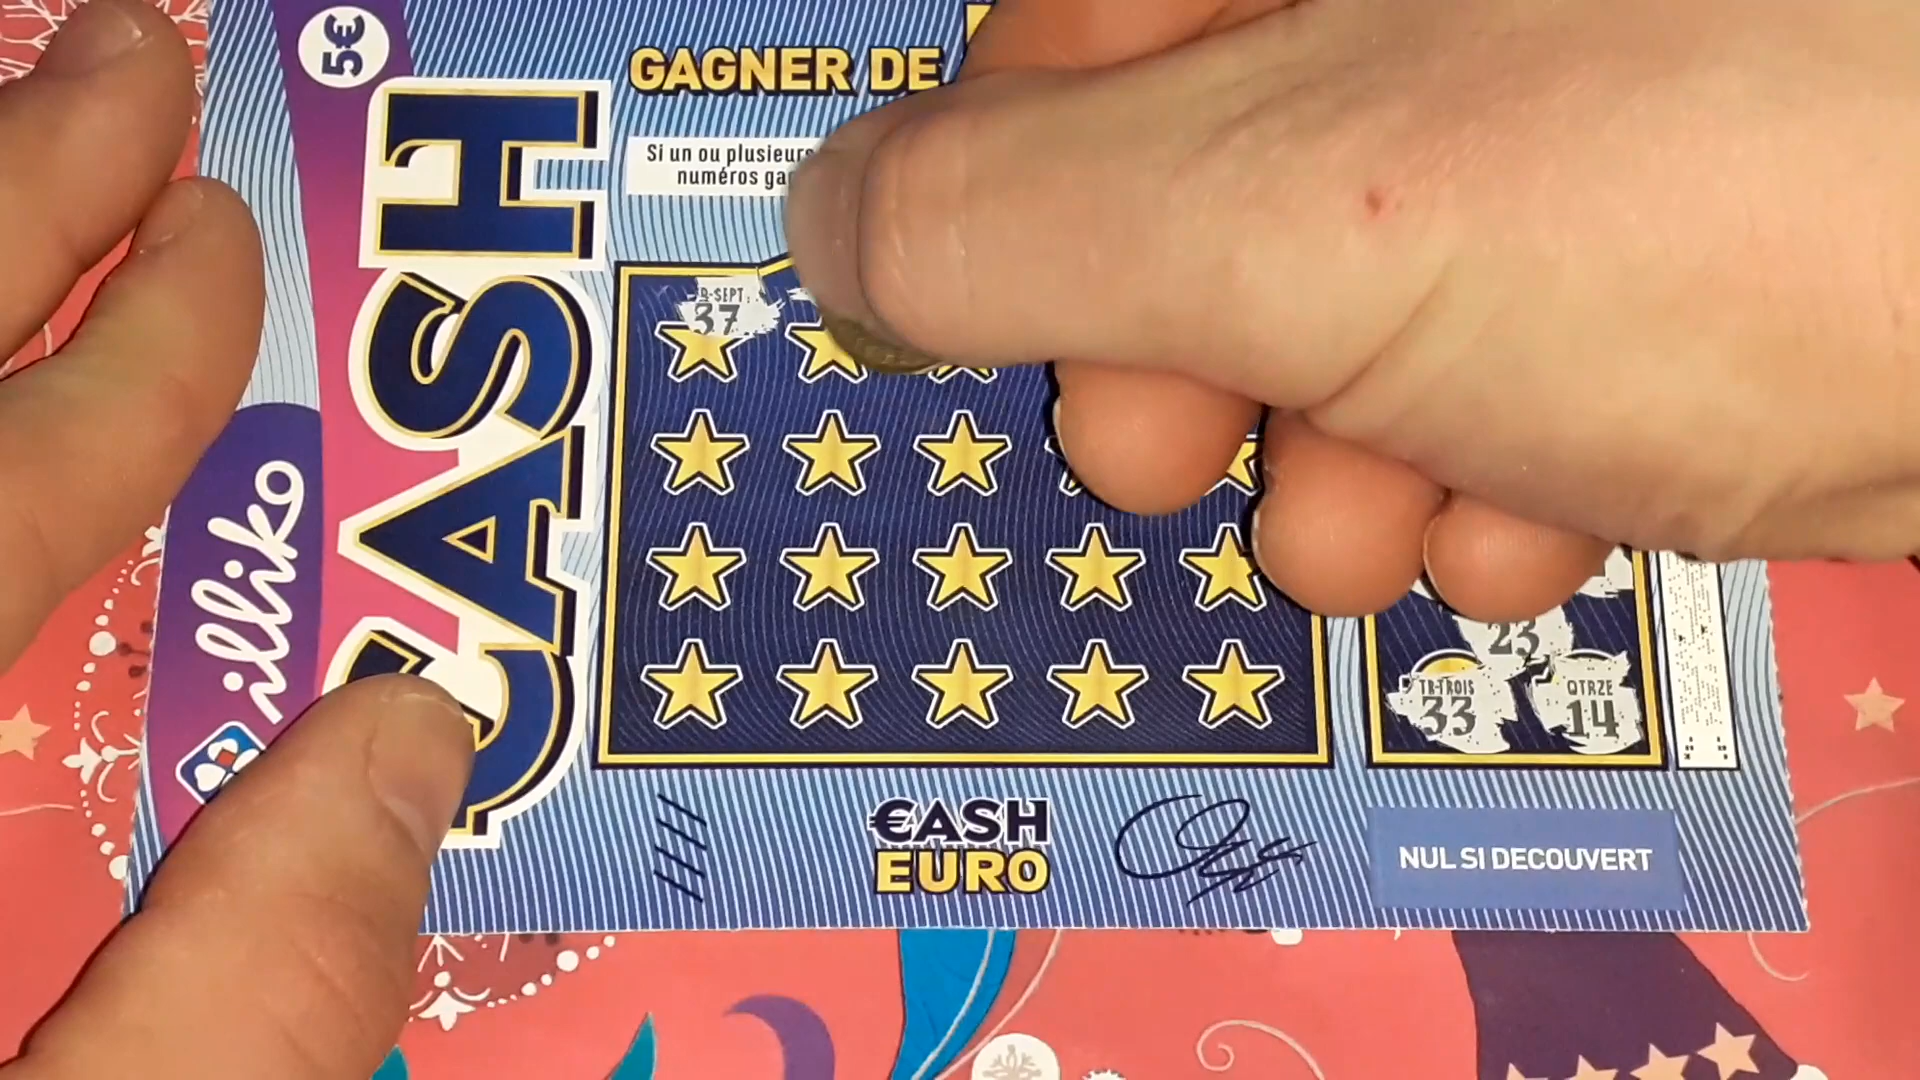 5€
GAGNER DE
CASH
Si un ou plusieurs
numéros
37
illiko
23
TR-TROIS
33
QTRZE
14
€ASH
EURO
NUL SI DECOUVERT